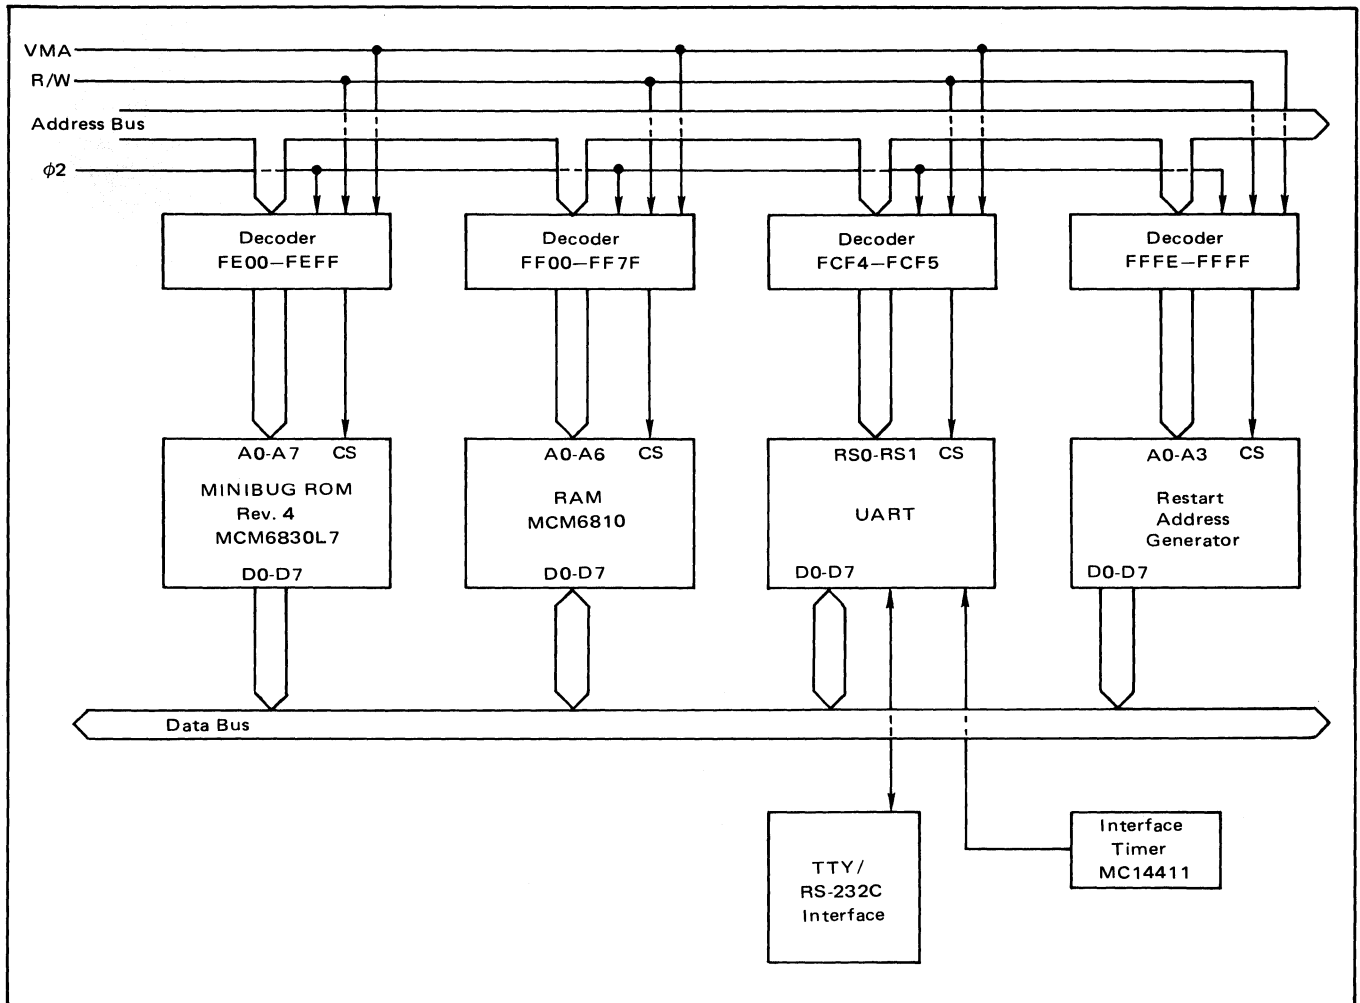 VMA
R/W
Address Bus
ϕ2
Decoder
FE00—FEFF
Decoder
FF00—FF7F
Decoder
FCF4—FCF5
Decoder
FFFE—FFFF
A0-A7 CS
MINIBUG ROM
Rev. 4
MCM6830L7
D0-D7
A0-A6 CS
RAM
MCM6810
D0-D7
RS0-RS1 CS
UART
D0-D7
A0-A3 CS
Restart
Address
Generator
D0-D7
Data Bus
TTY/
RS-232C
Interface
Interface
Timer
MC14411